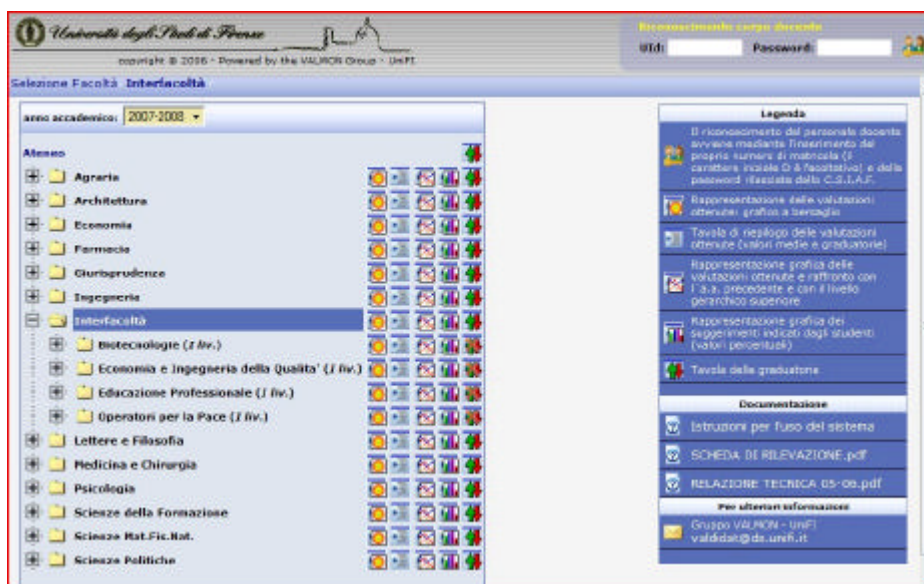 Università degli Studi di Firenze
copyright © 2006 - Powered by the VALMON Group - UniFI
Riconoscimento corpo docente
UId:
Password:
Selezione Facoltà Interfacoltà
anno accademico: 2007-2008
Ateneo
Agraria
Architettura
Economia
Farmacia
Giurisprudenza
Ingegneria
Interfacoltà
Biotecnologie (I liv.)
Economia e Ingegneria della Qualita' (I liv.)
Educazione Professionale (I liv.)
Operatori per la Pace (I liv.)
Lettere e Filosofia
Medicina e Chirurgia
Psicologia
Scienze della Formazione
Scienze Mat.Fis.Nat.
Scienze Politiche
Legenda
Il riconoscimento del personale docente
avviene mediante l'inserimento del
proprio numero di matricola (il
carattere iniziale D è facoltativo) e della
password rilasciata dallo C.S.I.A.F.
Rappresentazione delle valutazioni
ottenute: grafico a bersaglio
Tavola di riepilogo delle valutazioni
ottenute (valori medie e graduatorie)
Rappresentazione grafica delle
valutazioni ottenute e raffronto con
l'a.a. precedente e con il livello
gerarchico superiore
Rappresentazione grafica dei
suggerimenti indicati dagli studenti
(valori percentuali)
Tavola delle graduatorie
Documentazione
Istruzioni per l'uso del sistema
SCHEDA DI RILEVAZIONE.pdf
RELAZIONE TECNICA 05-06.pdf
Per ulteriori informazioni
Gruppo VALMON - UniFI
valdidat@ds.unifi.it